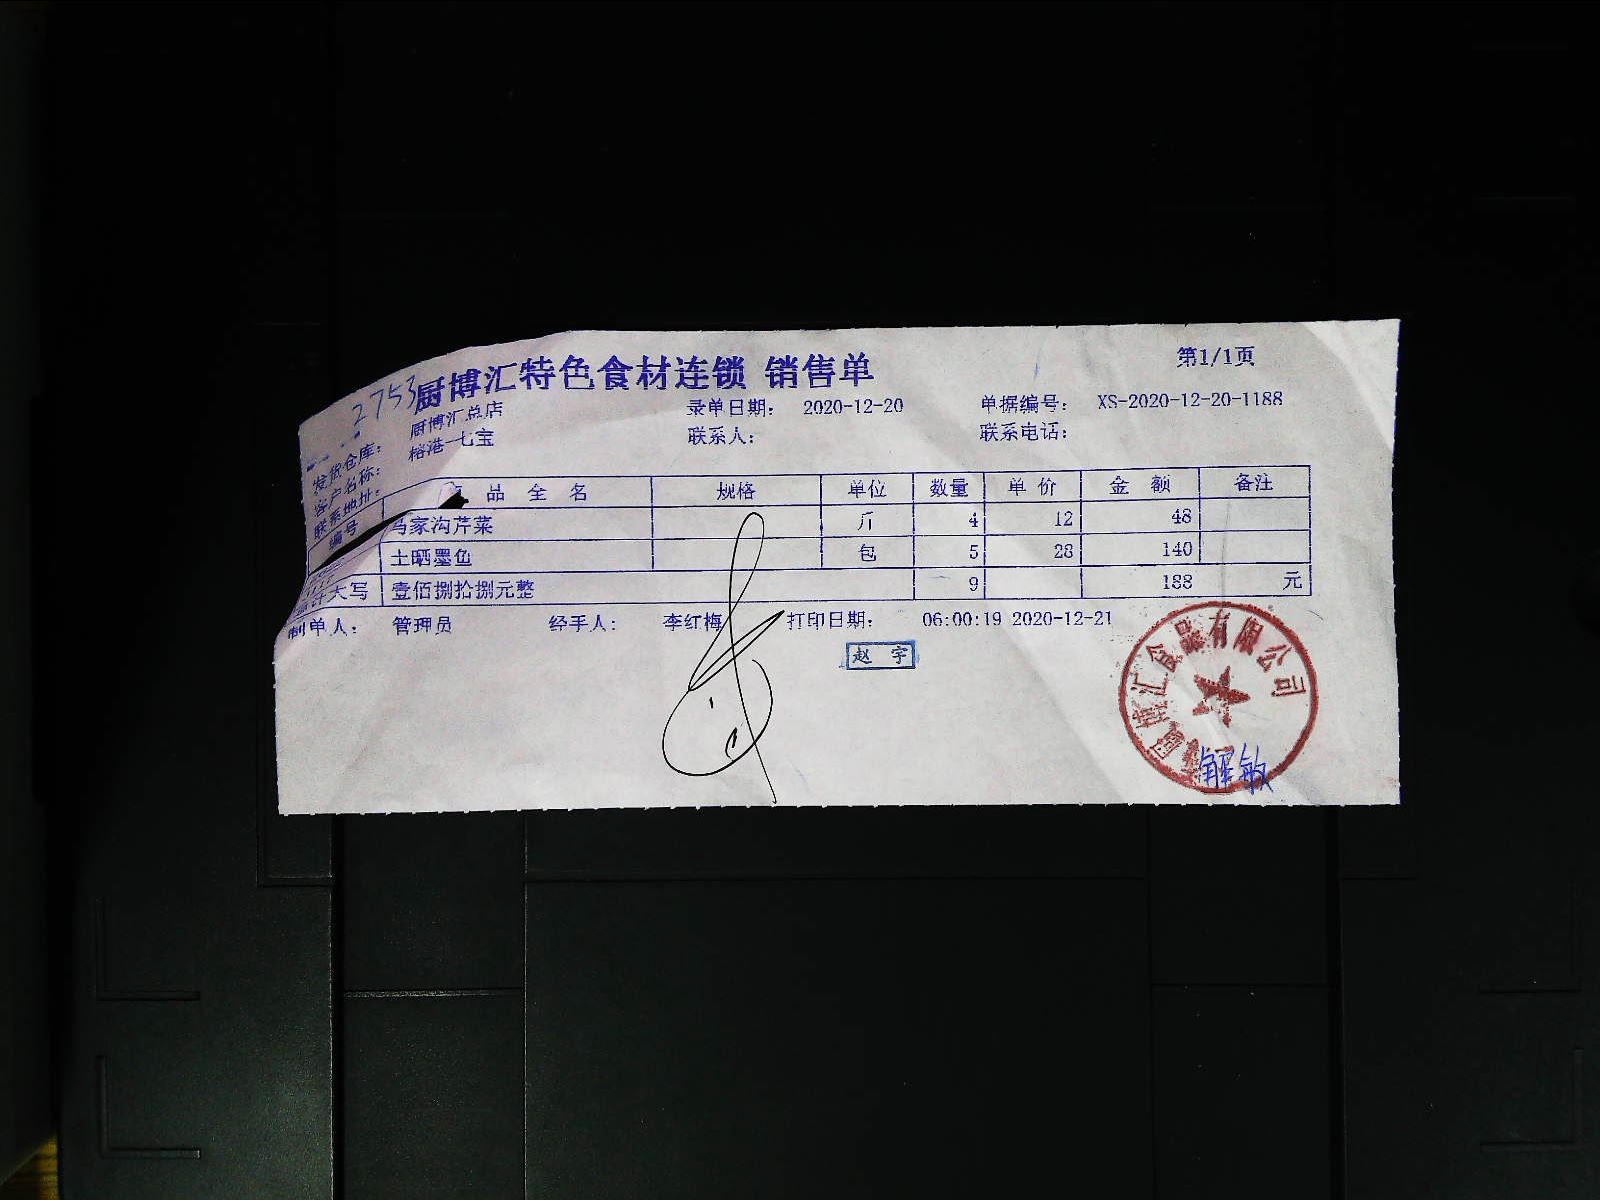 2753
厨博汇特色食材连锁 销售单
第1/1页
发货仓库: 厨博汇总店 录单日期: 2020-12-20 单据编号: XS-2020-12-20-1188
客户名称: 榕港-七宝 联系人: 联系电话:
联系地址:
编号 品全名 规格 单位 数量 单价 金额 备注
马家沟芹菜 斤 4 12 48
土晒墨鱼 包 5 28 140
合计大写 壹佰捌拾捌元整 9 188 元
制单人: 管理员 经手人: 李红梅 打印日期: 06:00:19 2020-12-21
赵宇
厨博汇食品有限公司
解敏